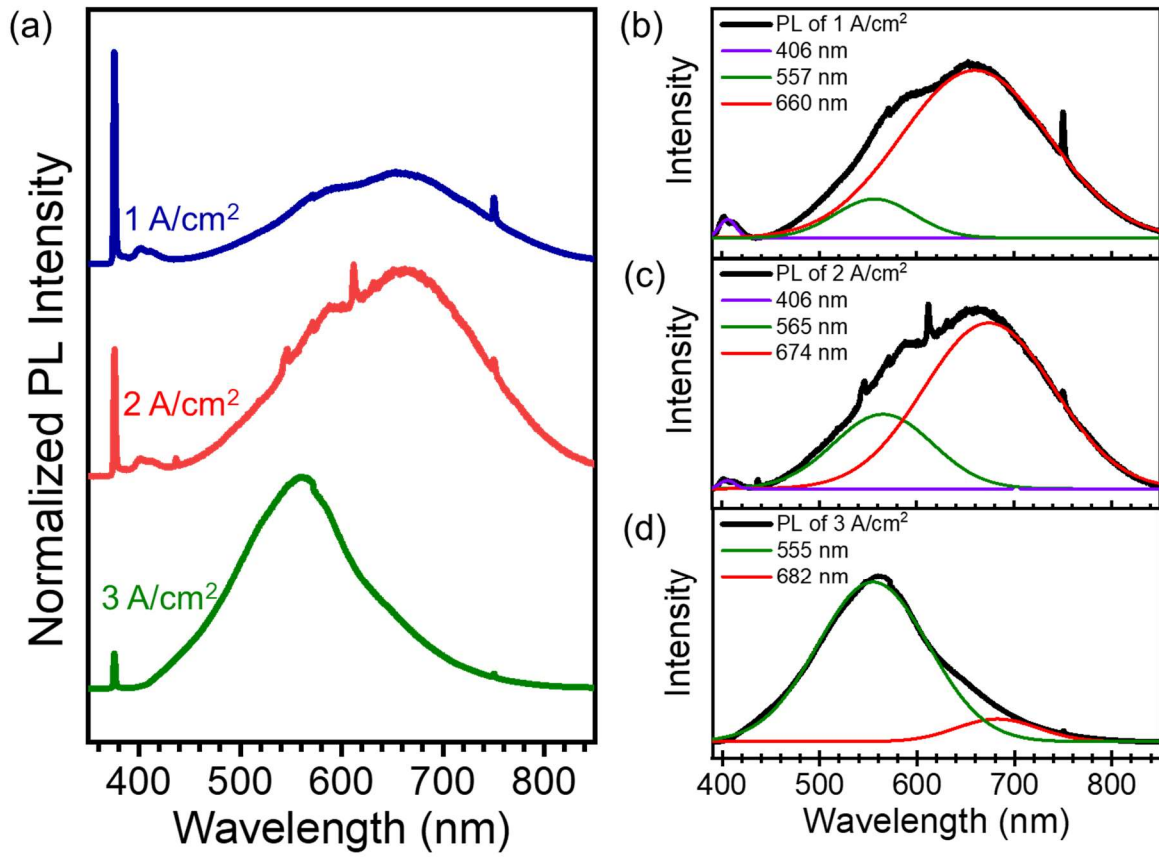 (a)
Normalized PL Intensity
1 A/cm²
2 A/cm²
3 A/cm²
400 500 600 700 800
Wavelength (nm)
(b)
Intensity
PL of 1 A/cm²
406 nm
557 nm
660 nm
(c)
Intensity
PL of 2 A/cm²
406 nm
565 nm
674 nm
(d)
Intensity
PL of 3 A/cm²
555 nm
682 nm
400 500 600 700 800
Wavelength (nm)